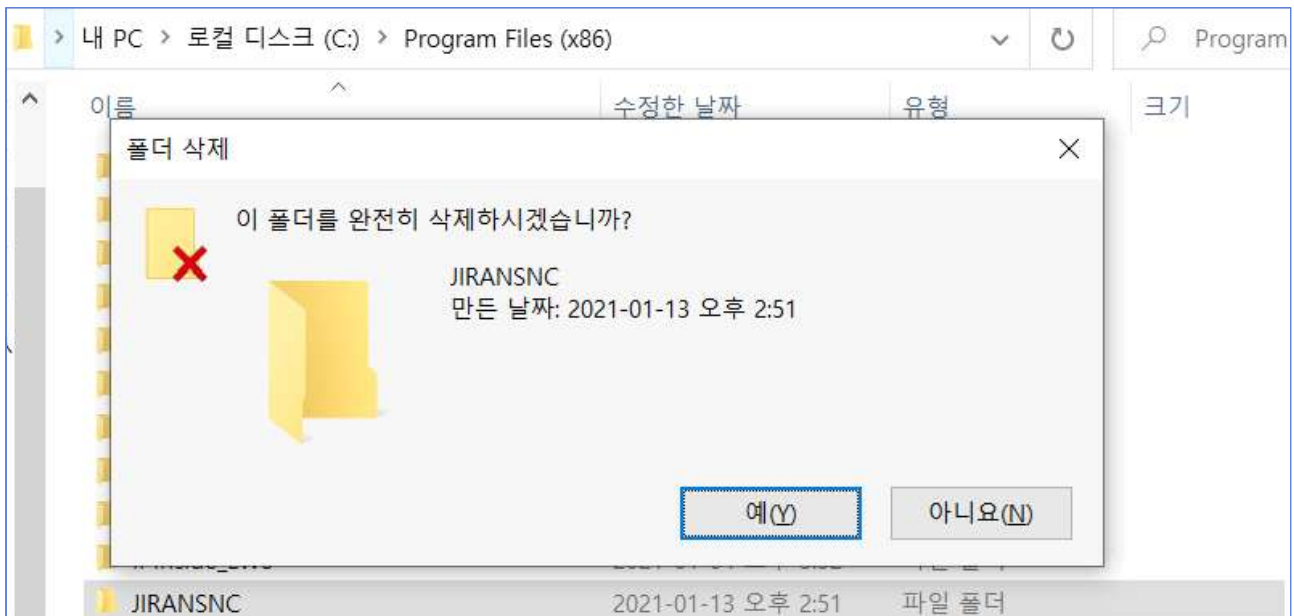 내 PC > 로컬 디스크 (C:) > Program Files (x86) Program
이름 수정한 날짜 유형 크기
폴더 삭제
이 폴더를 완전히 삭제하시겠습니까?
JIRANSNC
만든 날짜: 2021-01-13 오후 2:51
예(Y) 아니요(N)
JIRANSNC 2021-01-13 오후 2:51 파일 폴더